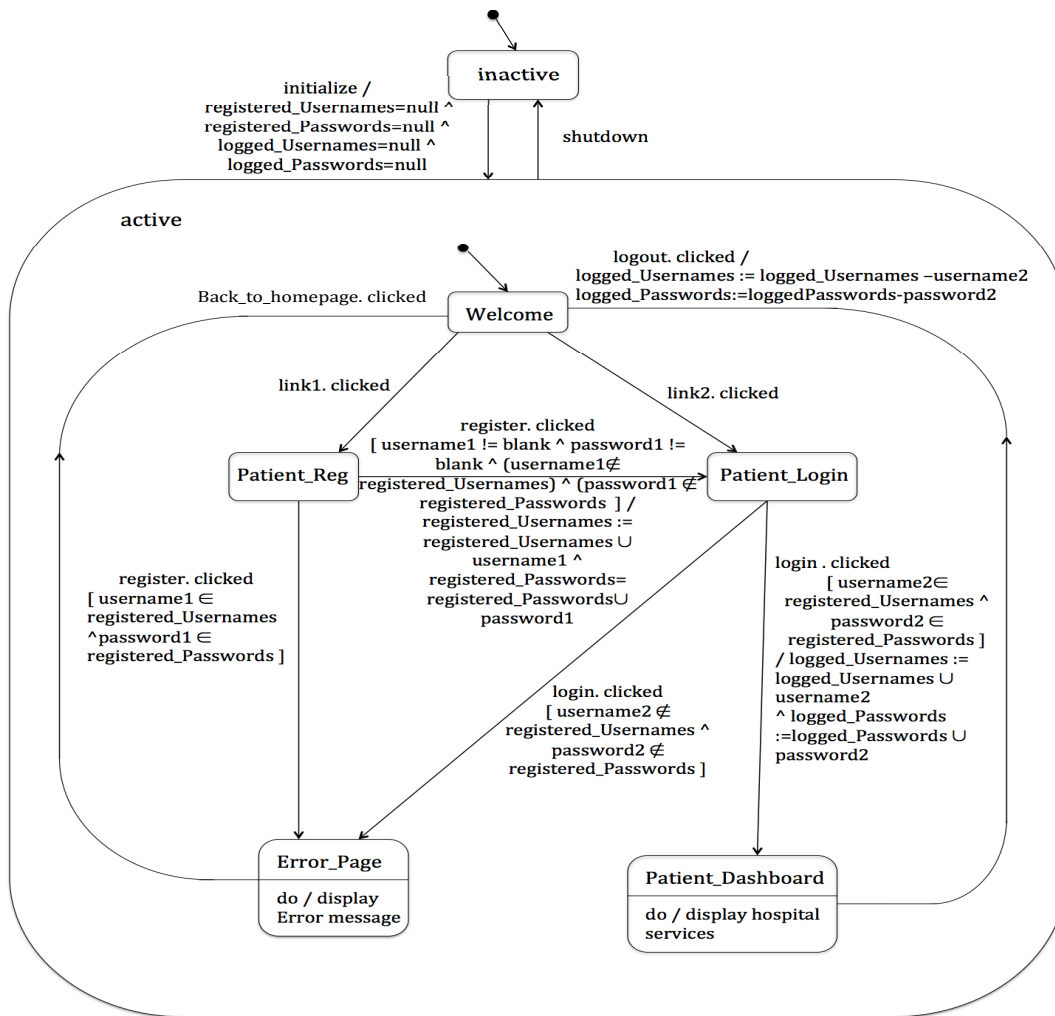 inactive
initialize /
registered_Usernames=null ^
registered_Passwords=null ^
logged_Usernames=null ^
logged_Passwords=null
shutdown
active
logout. clicked /
logged_Usernames := logged_Usernames –username2
logged_Passwords:=loggedPasswords-password2
Back_to_homepage. clicked
Welcome
link1. clicked
link2. clicked
register. clicked
[ username1 != blank ^ password1 !=
blank ^ (username1∉
registered_Usernames) ^ (password1 ∉
registered_Passwords ] /
registered_Usernames :=
registered_Usernames ∪
username1 ^
registered_Passwords=
registered_Passwords∪
password1
Patient_Reg
Patient_Login
register. clicked
[ username1 ∈
registered_Usernames
^password1 ∈
registered_Passwords ]
login . clicked
[ username2∈
registered_Usernames ^
password2 ∈
registered_Passwords ]
/ logged_Usernames :=
logged_Usernames ∪
username2
^ logged_Passwords
:=logged_Passwords ∪
password2
login. clicked
[ username2 ∉
registered_Usernames ^
password2 ∉
registered_Passwords ]
Error_Page
do / display
Error message
Patient_Dashboard
do / display hospital
services